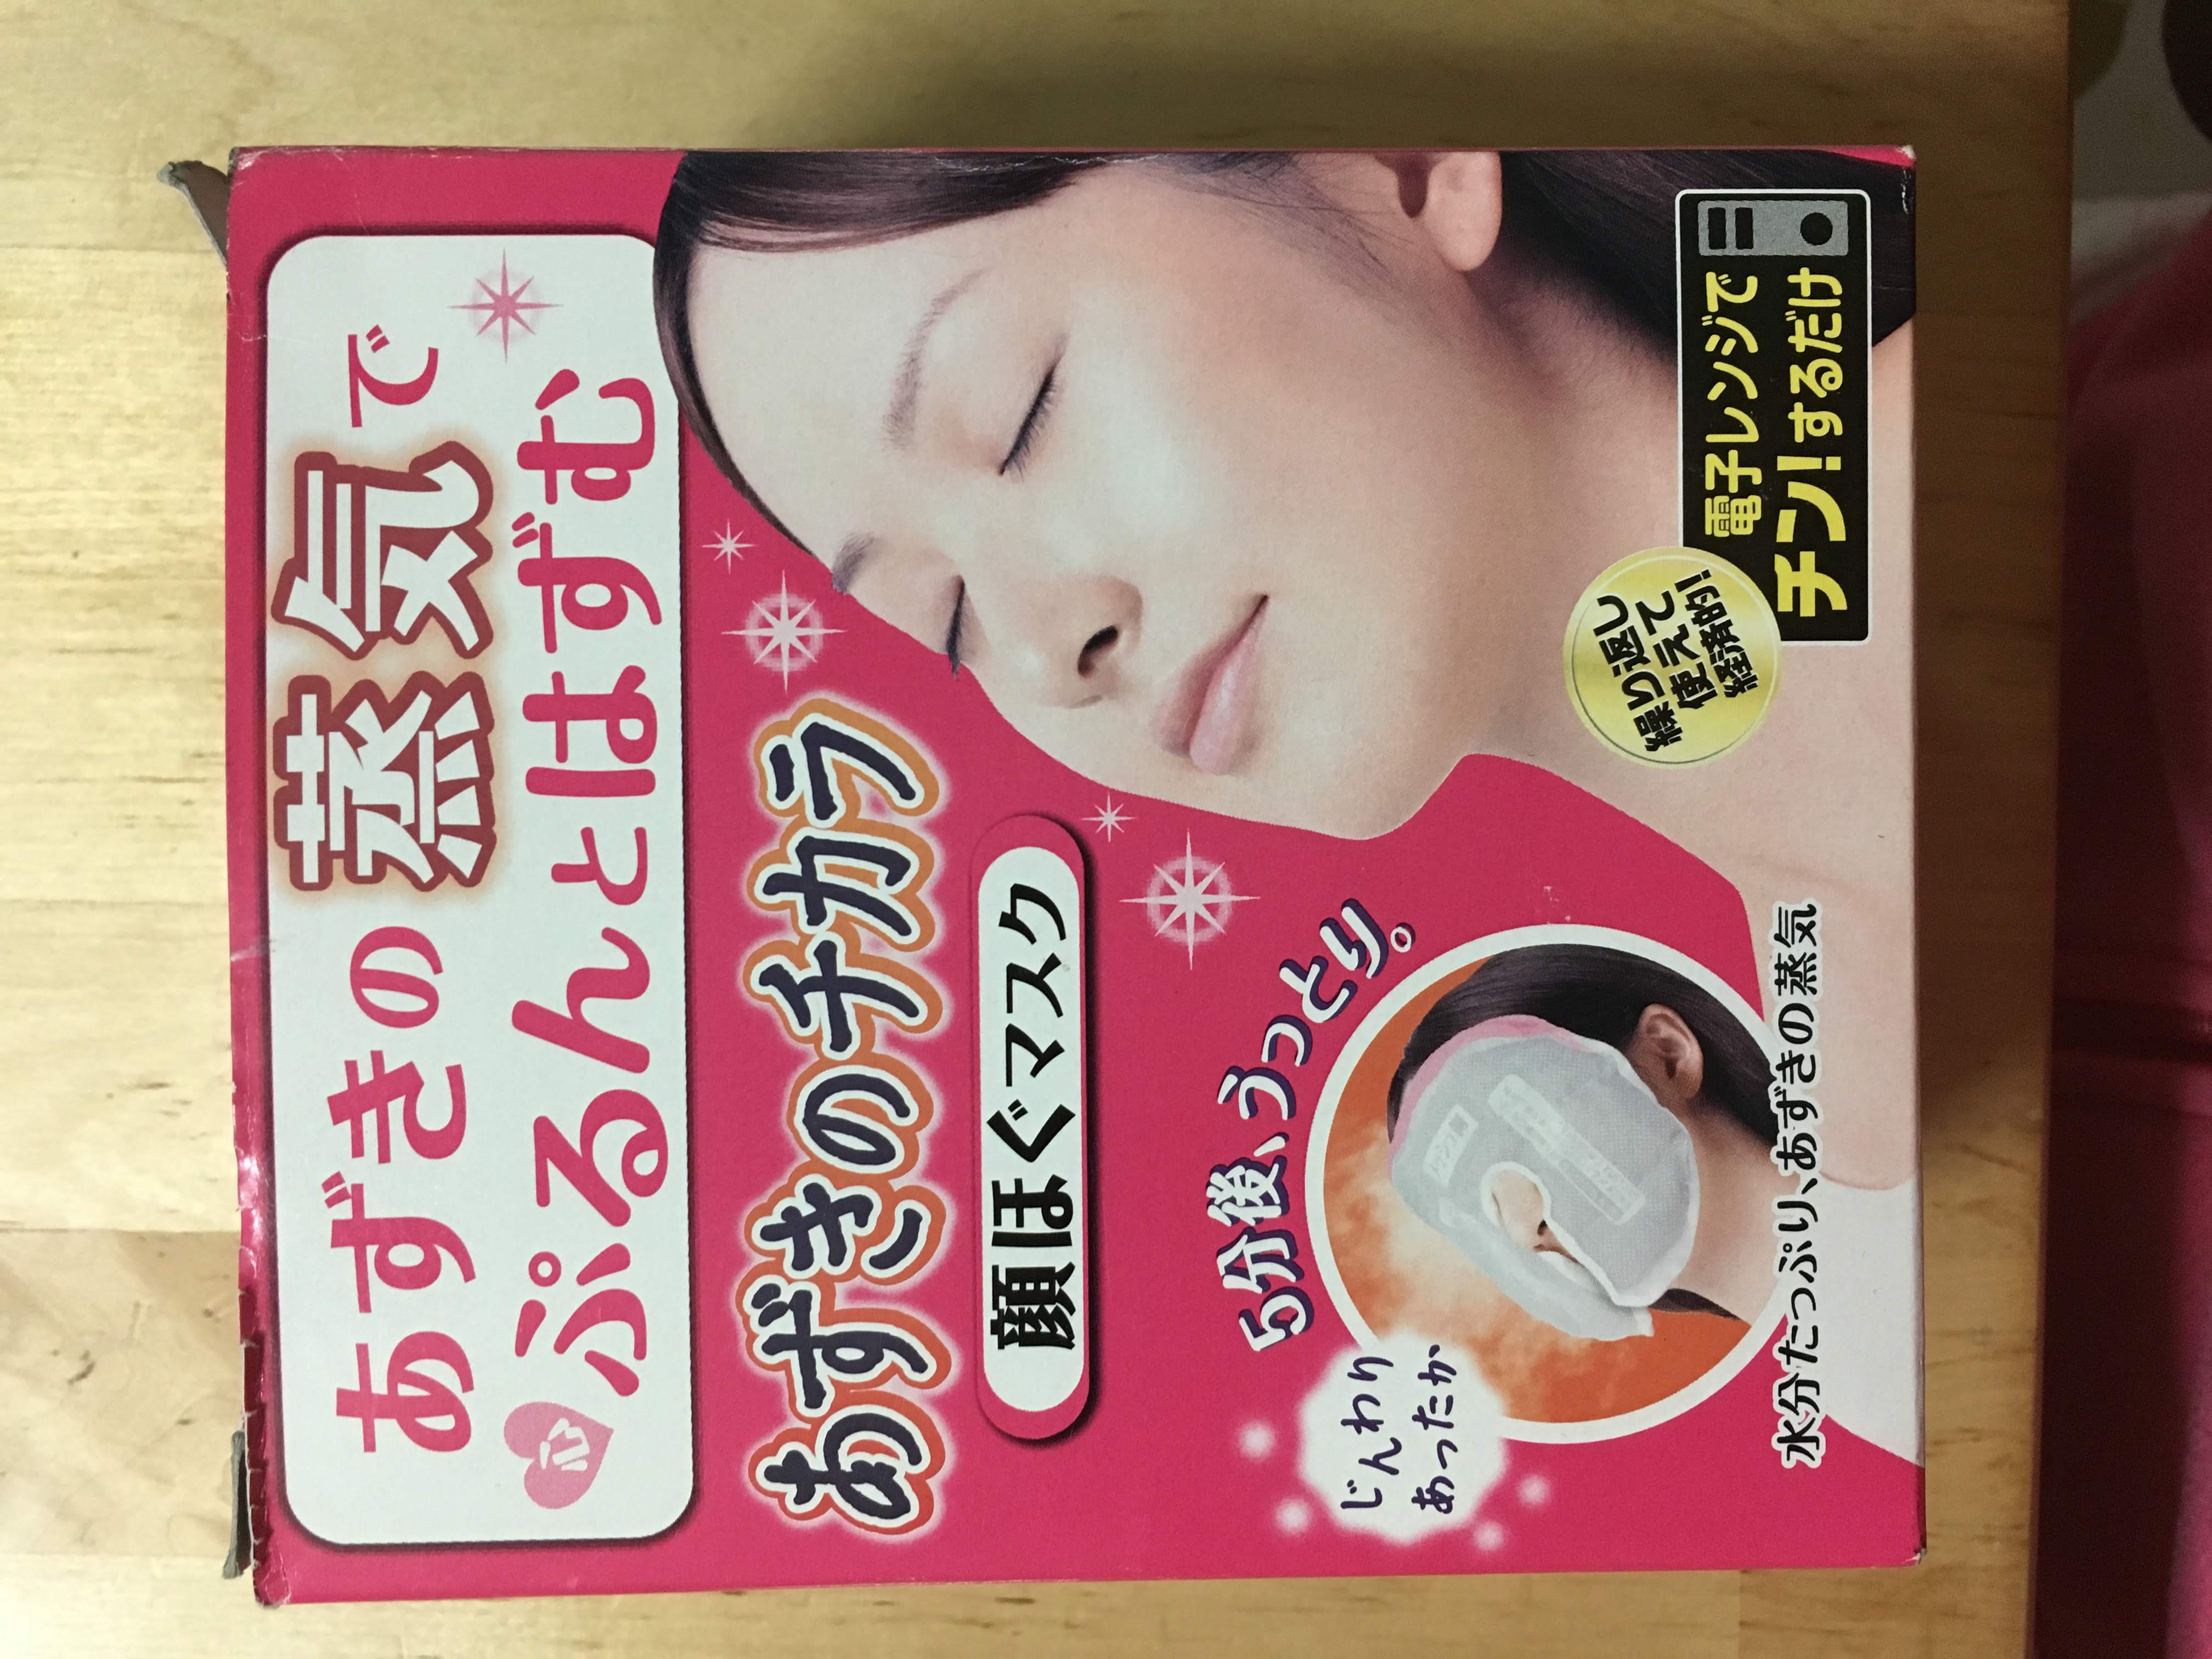 あずきの蒸気で
心ぷるんとはずむ
あずきのチカラ
顔ほぐマスク
5分後、うっとり。
じんわり
あったか
繰り返し
使えて
経済的!
電子レンジで
チン!するだけ
水分たっぷり、あずきの蒸気